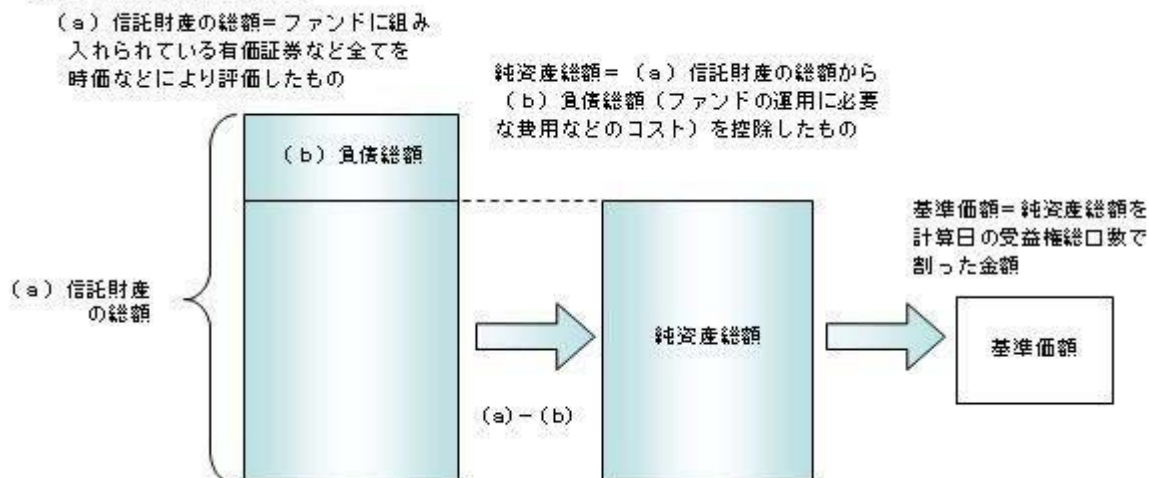 (a)信託財産の総額=ファンドに組み
入れられている有価証券など全てを
時価などにより評価したもの
純資産総額=(a)信託財産の総額から
(b)負債総額(ファンドの運用に必要
な費用などのコスト)を控除したもの
(b)負債総額
基準価額=純資産総額を
計算日の受益権総口数で
割った金額
(a)信託財産
の総額
純資産総額
基準価額
(a)-(b)